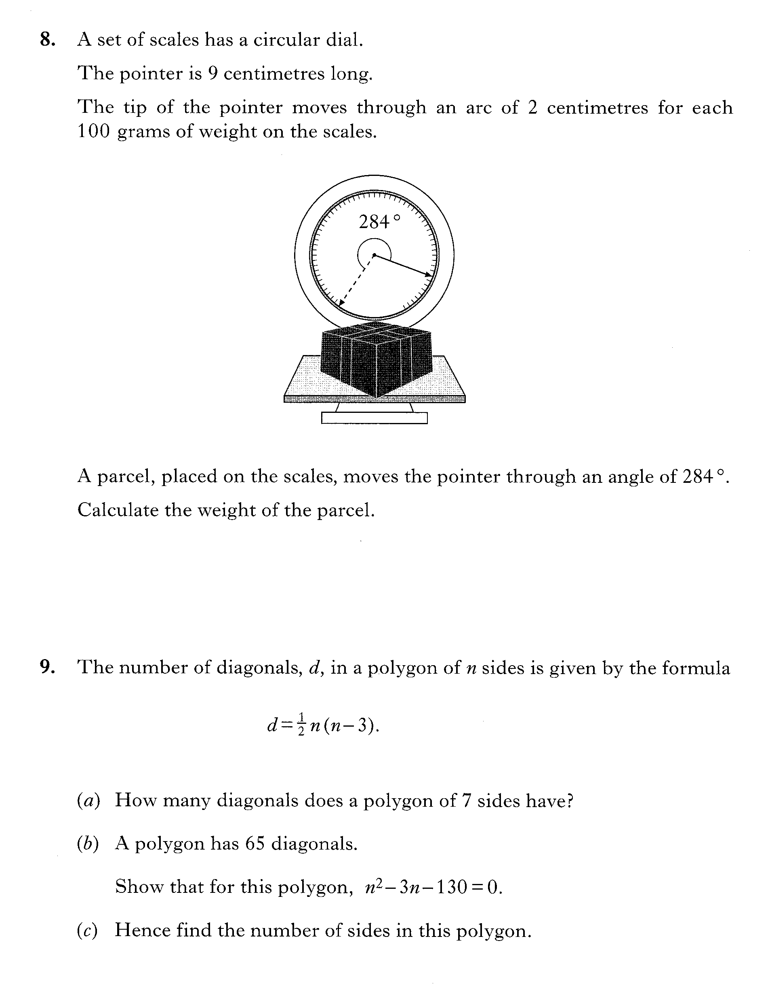 8. A set of scales has a circular dial.
The pointer is 9 centimetres long.
The tip of the pointer moves through an arc of 2 centimetres for each
100 grams of weight on the scales.
284°
A parcel, placed on the scales, moves the pointer through an angle of 284°.
Calculate the weight of the parcel.
9. The number of diagonals, d, in a polygon of n sides is given by the formula
d = ½ n (n – 3).
(a) How many diagonals does a polygon of 7 sides have?
(b) A polygon has 65 diagonals.
Show that for this polygon, n² – 3n – 130 = 0.
(c) Hence find the number of sides in this polygon.